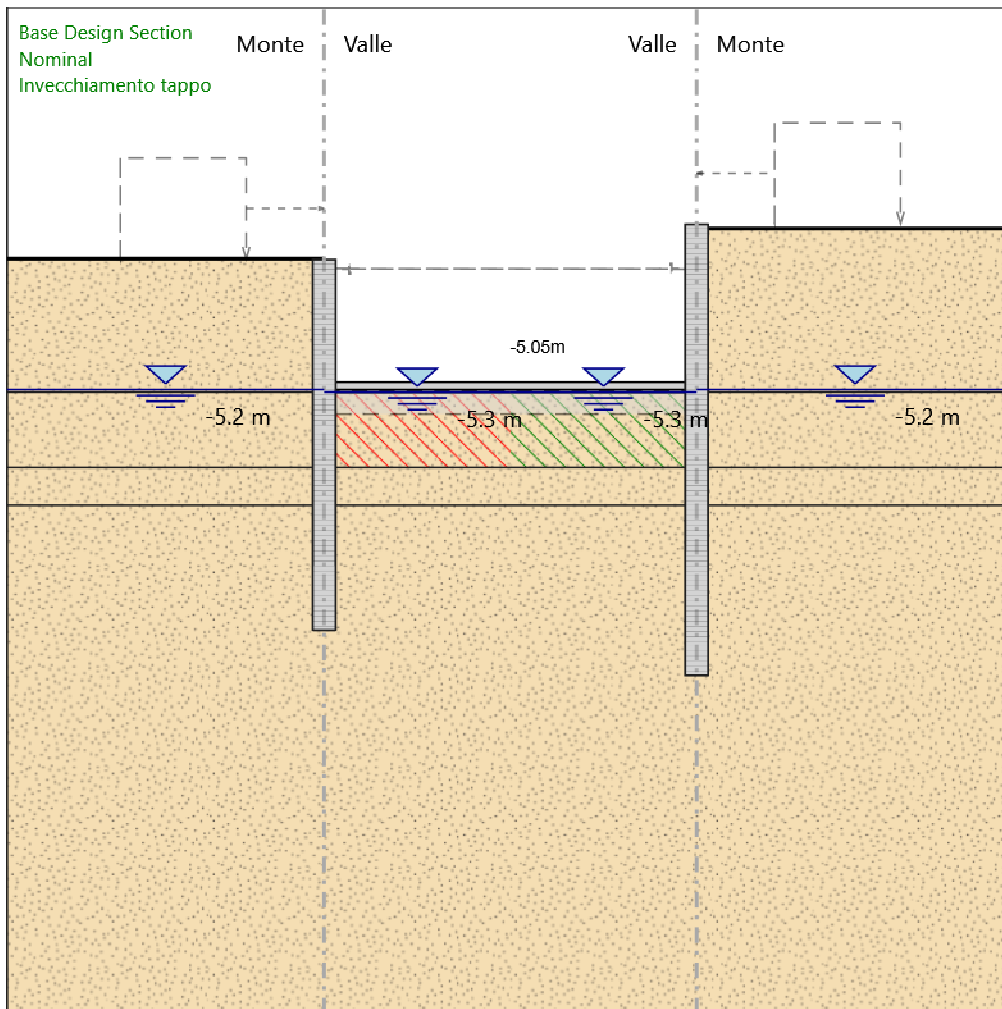 Base Design Section
Nominal
Invecchiamento tappo
Monte Valle Valle Monte
-5.05m
-5.2 m -5.3 m -5.3 m -5.2 m